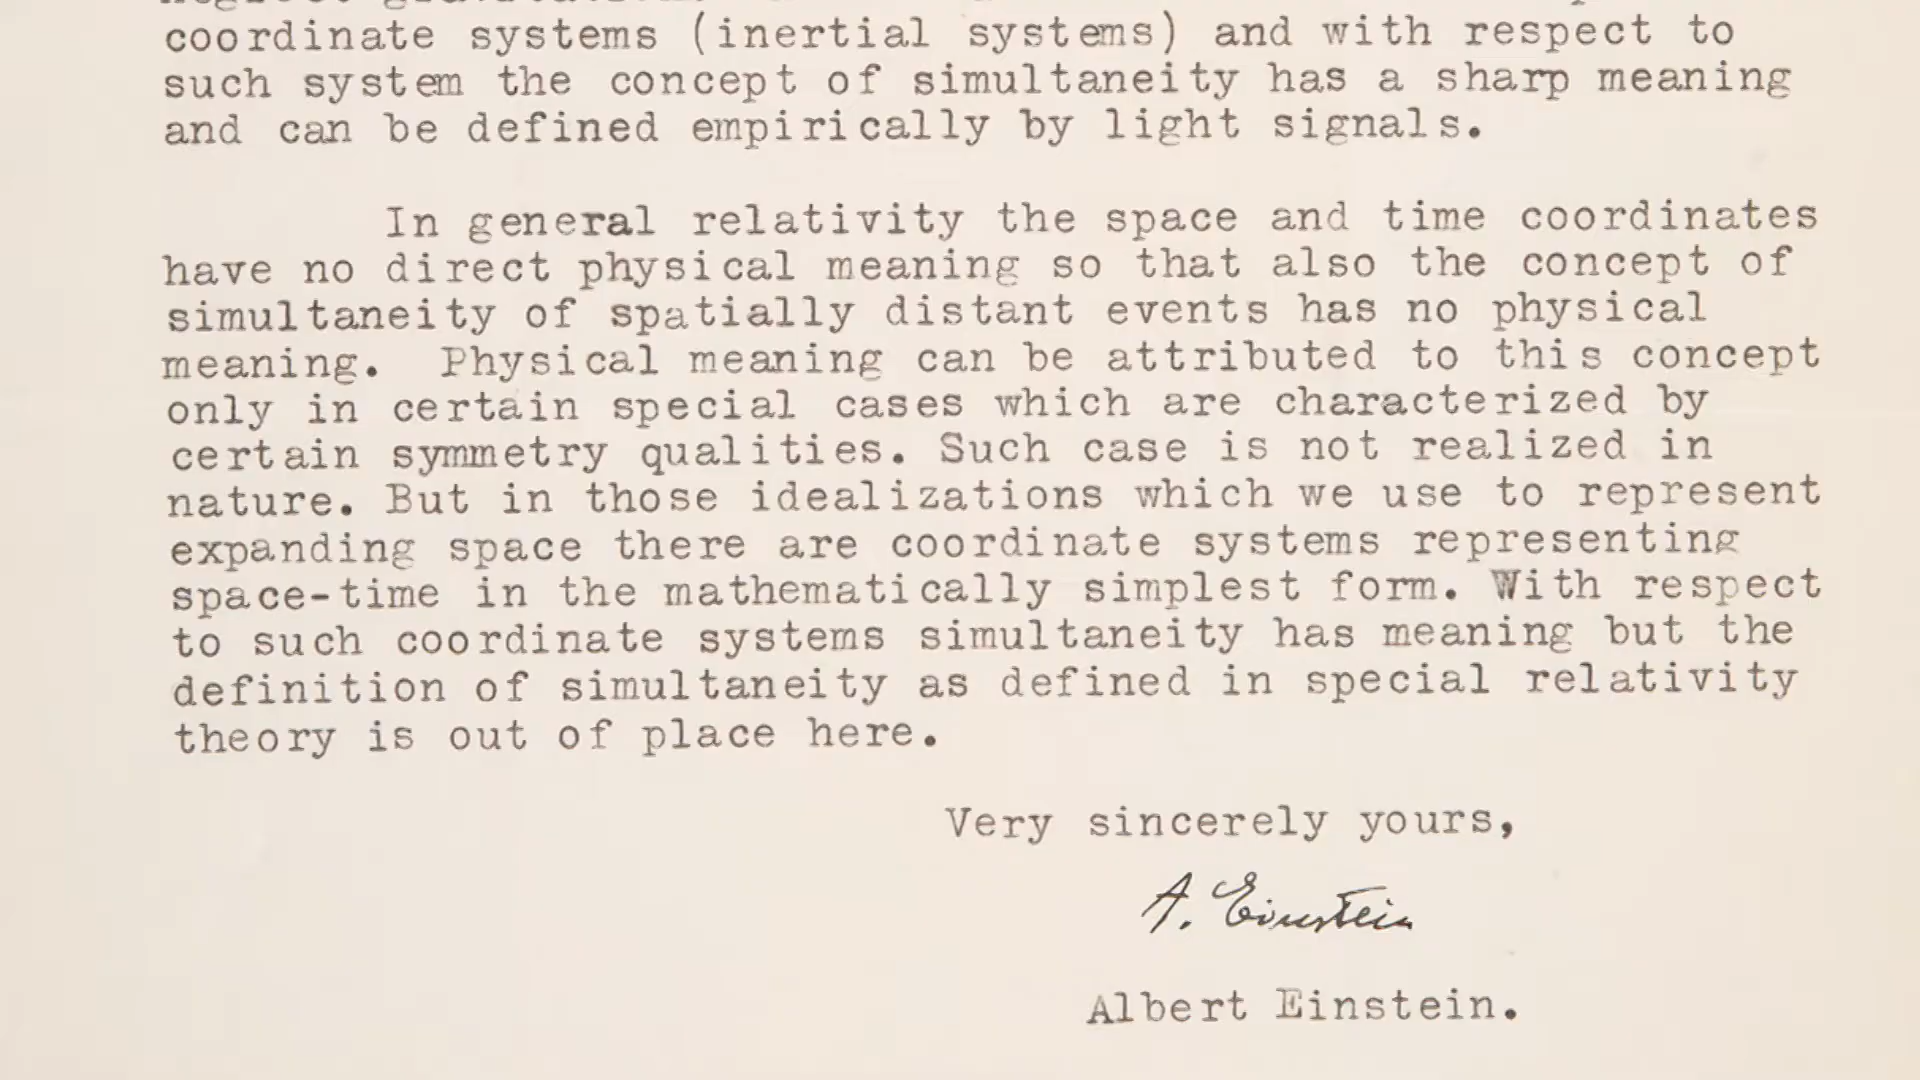 coordinate systems (inertial systems) and with respect to
such system the concept of simultaneity has a sharp meaning
and can be defined empirically by light signals.
In general relativity the space and time coordinates
have no direct physical meaning so that also the concept of
simultaneity of spatially distant events has no physical
meaning. Physical meaning can be attributed to this concept
only in certain special cases which are characterized by
certain symmetry qualities. Such case is not realized in
nature. But in those idealizations which we use to represent
expanding space there are coordinate systems representing
space-time in the mathematically simplest form. With respect
to such coordinate systems simultaneity has meaning but the
definition of simultaneity as defined in special relativity
theory is out of place here.
Very sincerely yours,
A. Einstein
Albert Einstein.